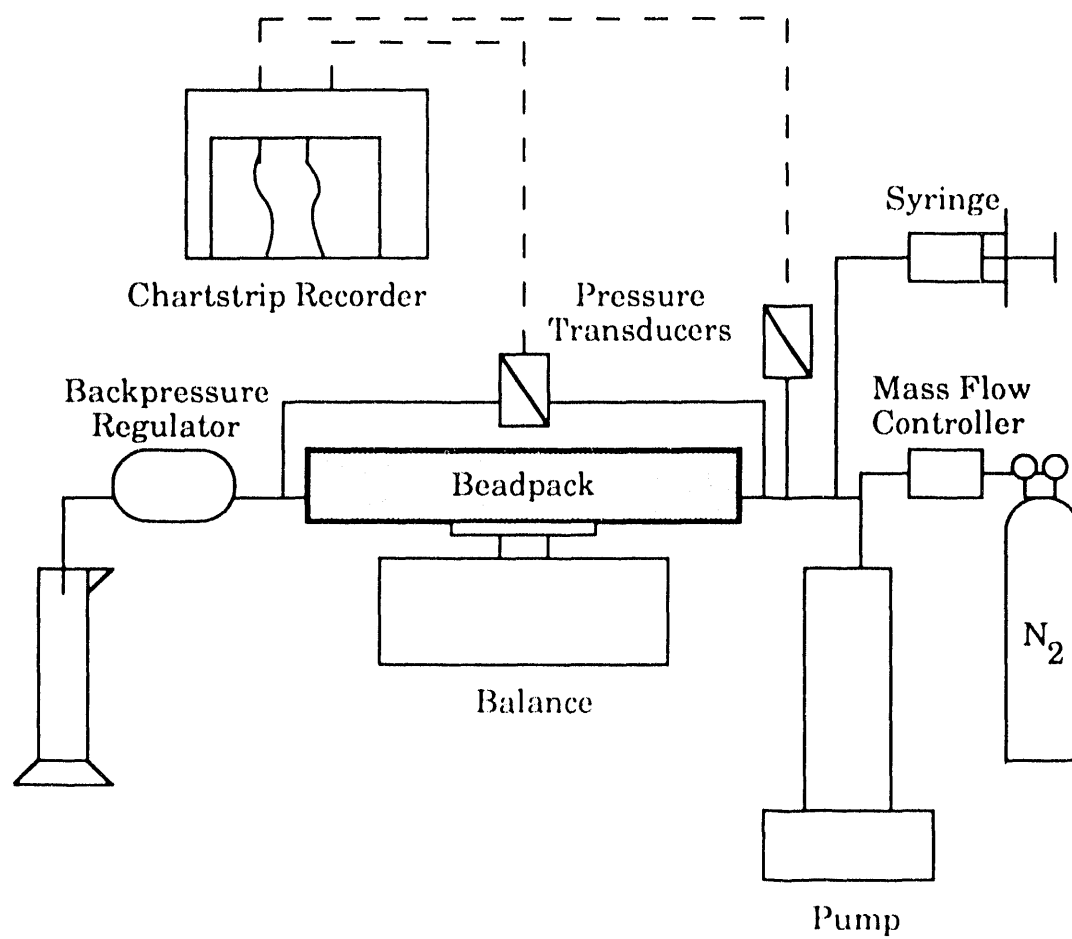 Syringe
Chartstrip Recorder
Pressure
Transducers
Backpressure
Regulator
Mass Flow
Controller
Beadpack
N2
Balance
Pump